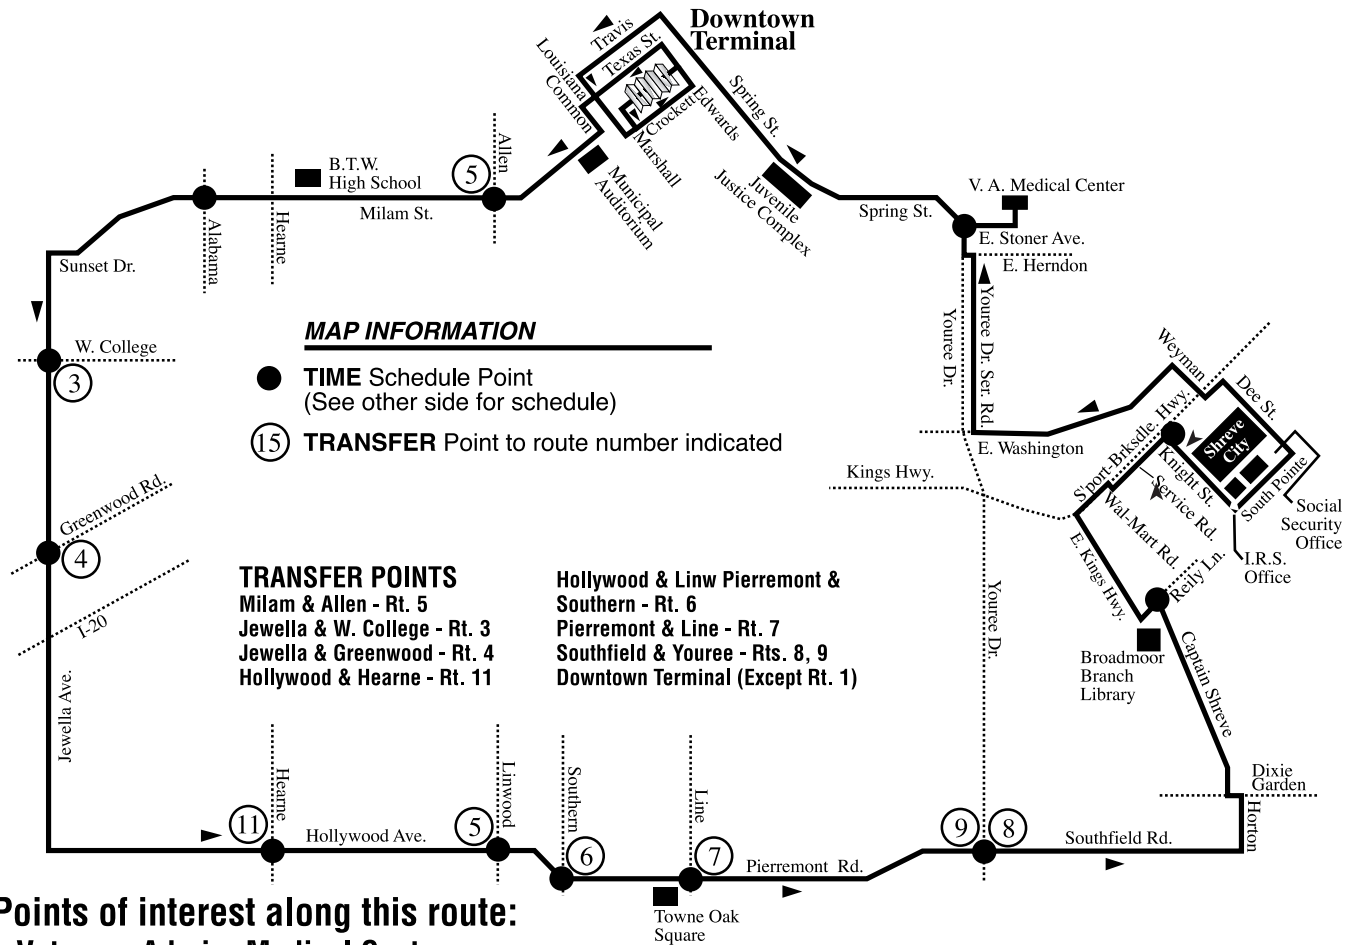 Downtown
Terminal
Travis
Texas St.
Louisiana
Common
Crockett
Edwards
Marshall
Spring St.
Municipal
Auditorium
Juvenile
Justice Complex
Allen
5
B.T.W.
High School
Milam St.
Hearne
Alabama
Sunset Dr.
V. A. Medical Center
Spring St.
E. Stoner Ave.
E. Herndon
Youree Dr.
Youree Dr. Ser. Rd.
W. College
3
MAP INFORMATION
TIME Schedule Point
(See other side for schedule)
15 TRANSFER Point to route number indicated
Weyman
Dee St.
E. Washington
Kings Hwy.
S'port-Brksdle. Hwy.
Shreve
City
Knight St.
South Pointe
Service Rd.
Wal-Mart Rd.
Social
Security
Office
I.R.S.
Office
E. Kings Hwy.
Reily Ln.
Greenwood Rd.
4
I-20
Jewella Ave.
TRANSFER POINTS
Milam & Allen - Rt. 5
Jewella & W. College - Rt. 3
Jewella & Greenwood - Rt. 4
Hollywood & Hearne - Rt. 11
Hollywood & Linw Pierremont &
Southern - Rt. 6
Pierremont & Line - Rt. 7
Southfield & Youree - Rts. 8, 9
Downtown Terminal (Except Rt. 1)
Youree Dr.
Broadmoor
Branch
Library
Captain Shreve
Dixie
Garden
Horton
Hearne
11
Hollywood Ave.
Linwood
5
Southern
6
Line
7
Pierremont Rd.
9
8
Southfield Rd.
Towne Oak
Square
Points of interest along this route: